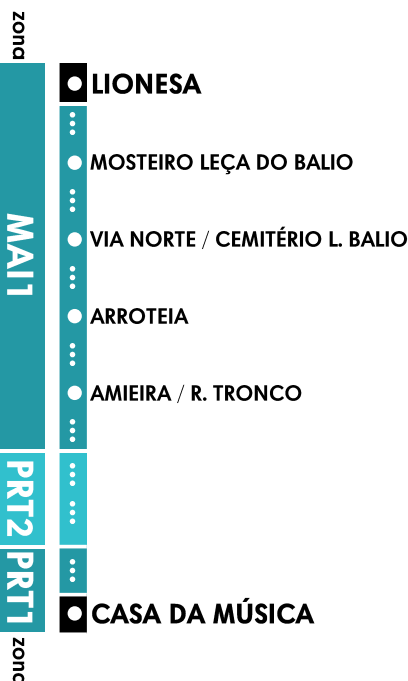 zona
LIONESA
MOSTEIRO LEÇA DO BALIO
MAI1
VIA NORTE / CEMITÉRIO L. BALIO
ARROTEIA
AMIEIRA / R. TRONCO
PRT2
PRT1
CASA DA MÚSICA
zona